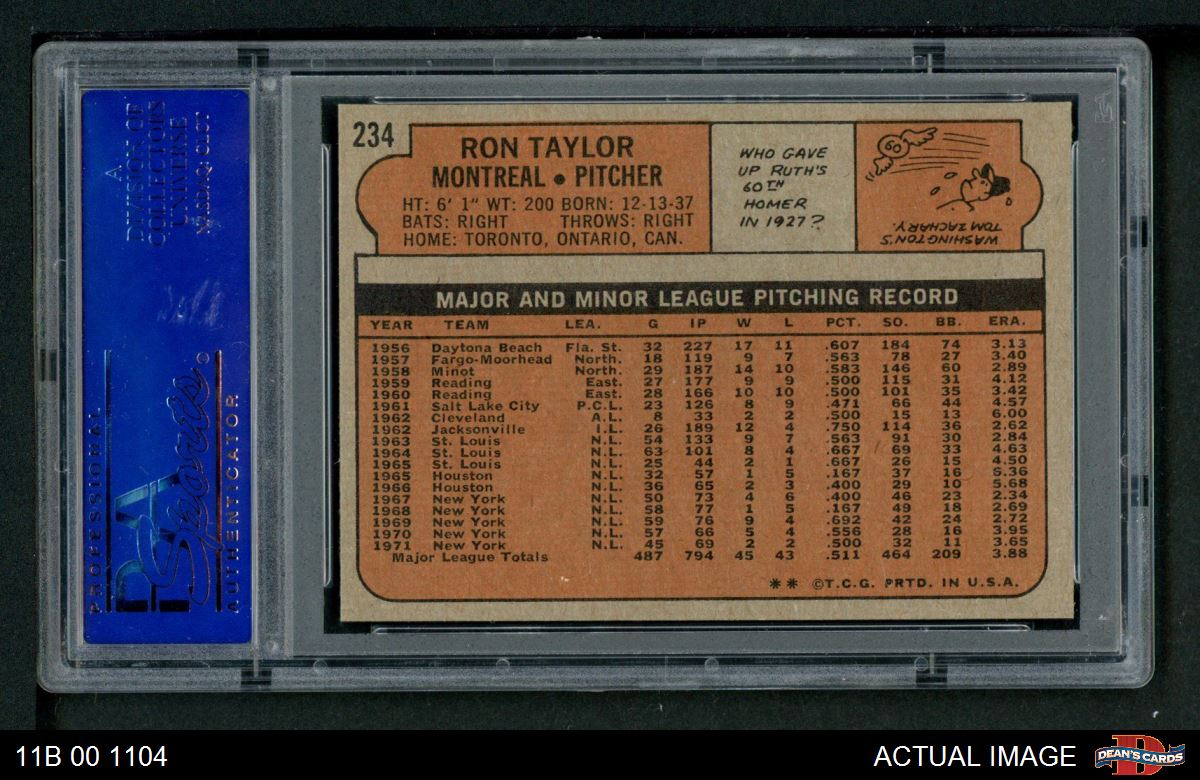 A
DIVISION OF
COLLECTORS
UNIVERSE
NASDAQ: CLCT
PROFESSIONAL
PSA
Sports
AUTHENTICATOR
234
RON TAYLOR
MONTREAL • PITCHER
HT: 6' 1" WT: 200 BORN: 12-13-37
BATS: RIGHT THROWS: RIGHT
HOME: TORONTO, ONTARIO, CAN.
WHO GAVE
UP RUTH'S
60TH
HOMER
IN 1927?
60
WASHINGTON'S
TOM ZACHARY.
MAJOR AND MINOR LEAGUE PITCHING RECORD
YEAR TEAM LEA. G IP W L PCT. SO. BB. ERA.
1956 Daytona Beach Fla. St. 32 227 17 11 .607 184 74 3.13
1957 Fargo-Moorhead North. 18 119 9 7 .563 78 27 3.40
1958 Minot North. 29 187 14 10 .583 146 60 2.89
1959 Reading East. 27 177 9 9 .500 115 31 4.12
1960 Reading East. 28 166 10 10 .500 101 35 3.42
1961 Salt Lake City P.C.L. 23 126 8 9 .471 66 44 4.57
1962 Cleveland A.L. 8 33 2 2 .500 15 13 6.00
1962 Jacksonville I.L. 26 189 12 4 .750 114 36 2.62
1963 St. Louis N.L. 54 133 9 7 .563 91 30 2.84
1964 St. Louis N.L. 63 101 8 4 .667 69 33 4.63
1965 St. Louis N.L. 25 44 2 1 .667 26 15 4.50
1965 Houston N.L. 32 57 1 5 .167 37 16 6.36
1966 Houston N.L. 36 65 2 3 .400 29 10 5.68
1967 New York N.L. 50 73 4 6 .400 46 23 2.34
1968 New York N.L. 58 77 1 5 .167 49 18 2.69
1969 New York N.L. 59 76 9 4 .692 42 24 2.72
1970 New York N.L. 57 66 5 4 .556 28 16 3.95
1971 New York N.L. 45 69 2 2 .500 32 11 3.65
Major League Totals 487 794 45 43 .511 464 209 3.88
** ©T.C.G. PRTD. IN U.S.A.
11B 00 1104
ACTUAL IMAGE
DEAN'S CARDS